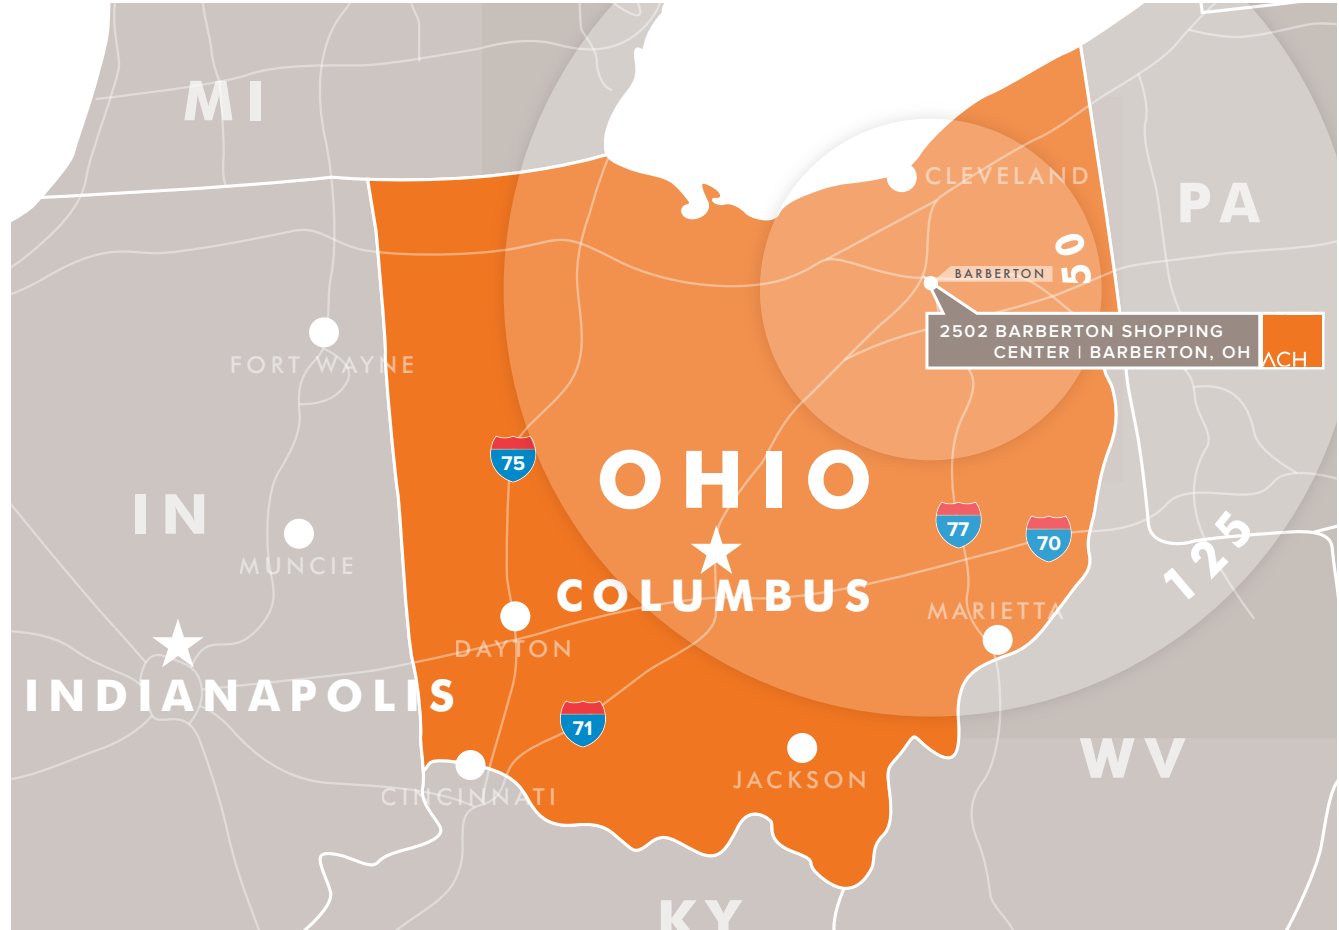 MI
CLEVELAND
PA
50
BARBERTON
2502 BARBERTON SHOPPING
CENTER | BARBERTON, OH
ACH
FORT WAYNE
75
OHIO
IN
77
70
125
MUNCIE
COLUMBUS
MARIETTA
DAYTON
INDIANAPOLIS
71
WV
JACKSON
CINCINNATI
KY